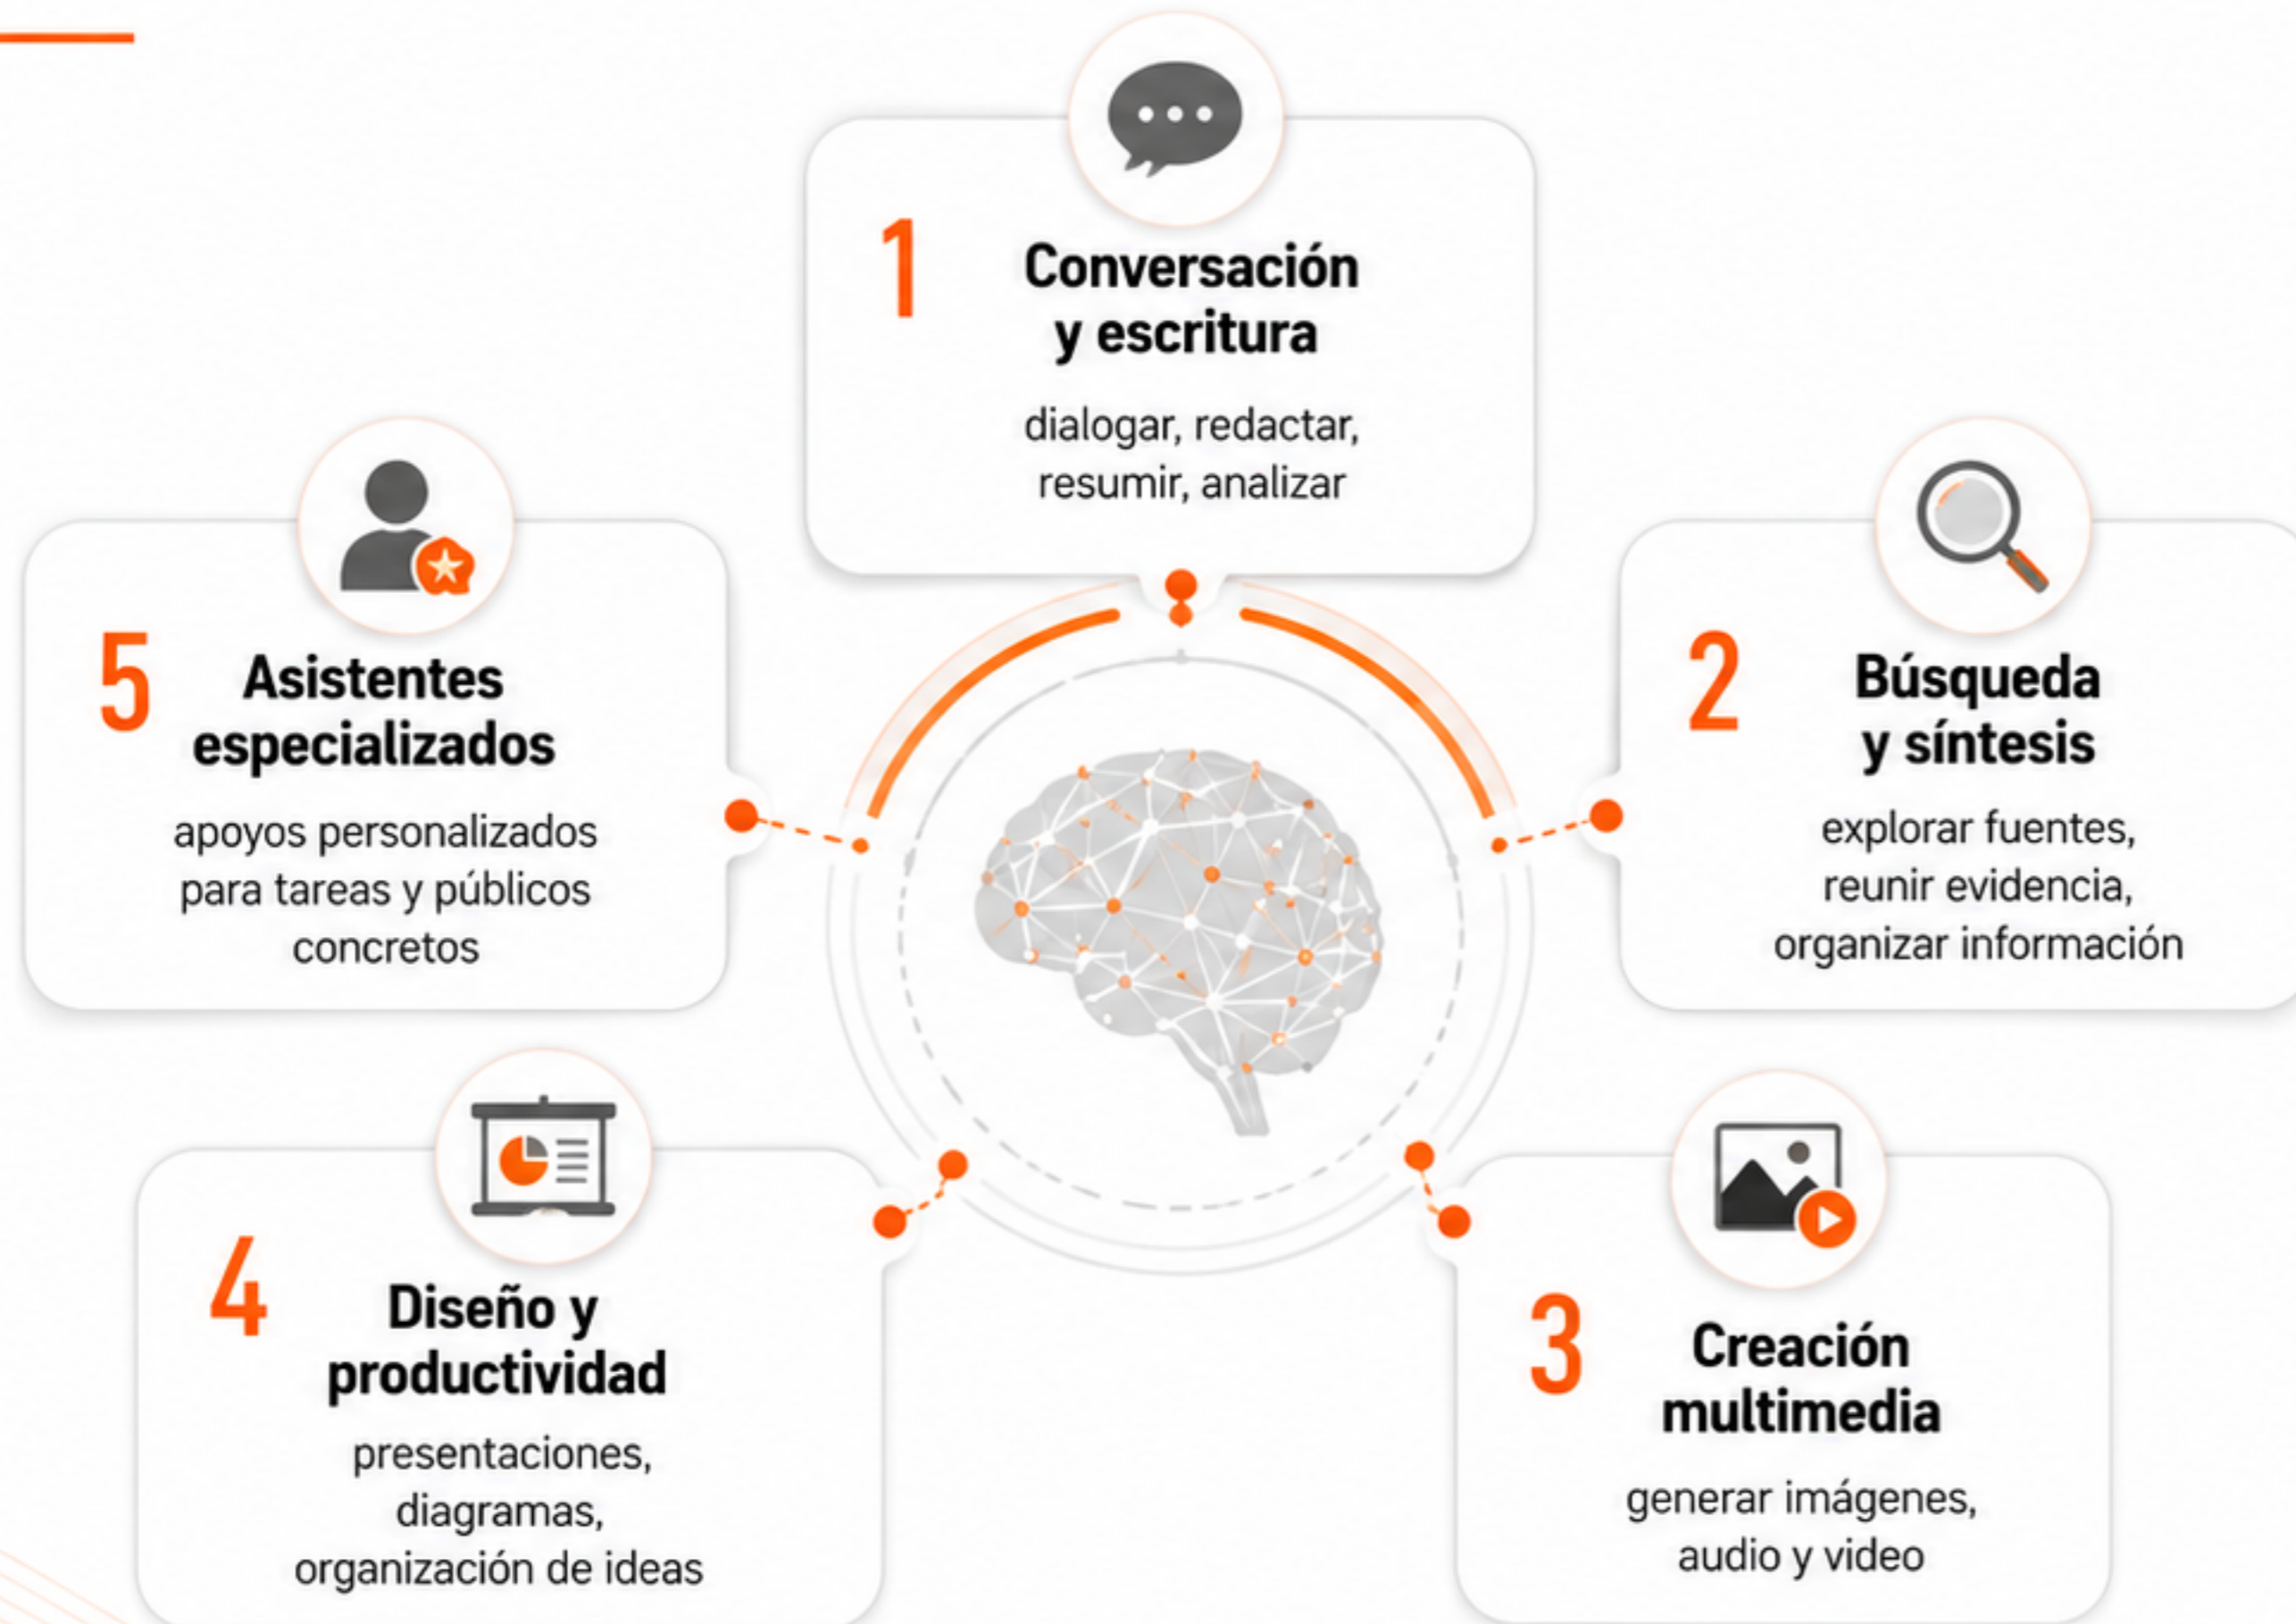 1
Conversación
y escritura
dialogar, redactar,
resumir, analizar
2
Búsqueda
y síntesis
explorar fuentes,
reunir evidencia,
organizar información
3
Creación
multimedia
generar imágenes,
audio y video
4
Diseño y
productividad
presentaciones,
diagramas,
organización de ideas
5
Asistentes
especializados
apoyos personalizados
para tareas y públicos
concretos